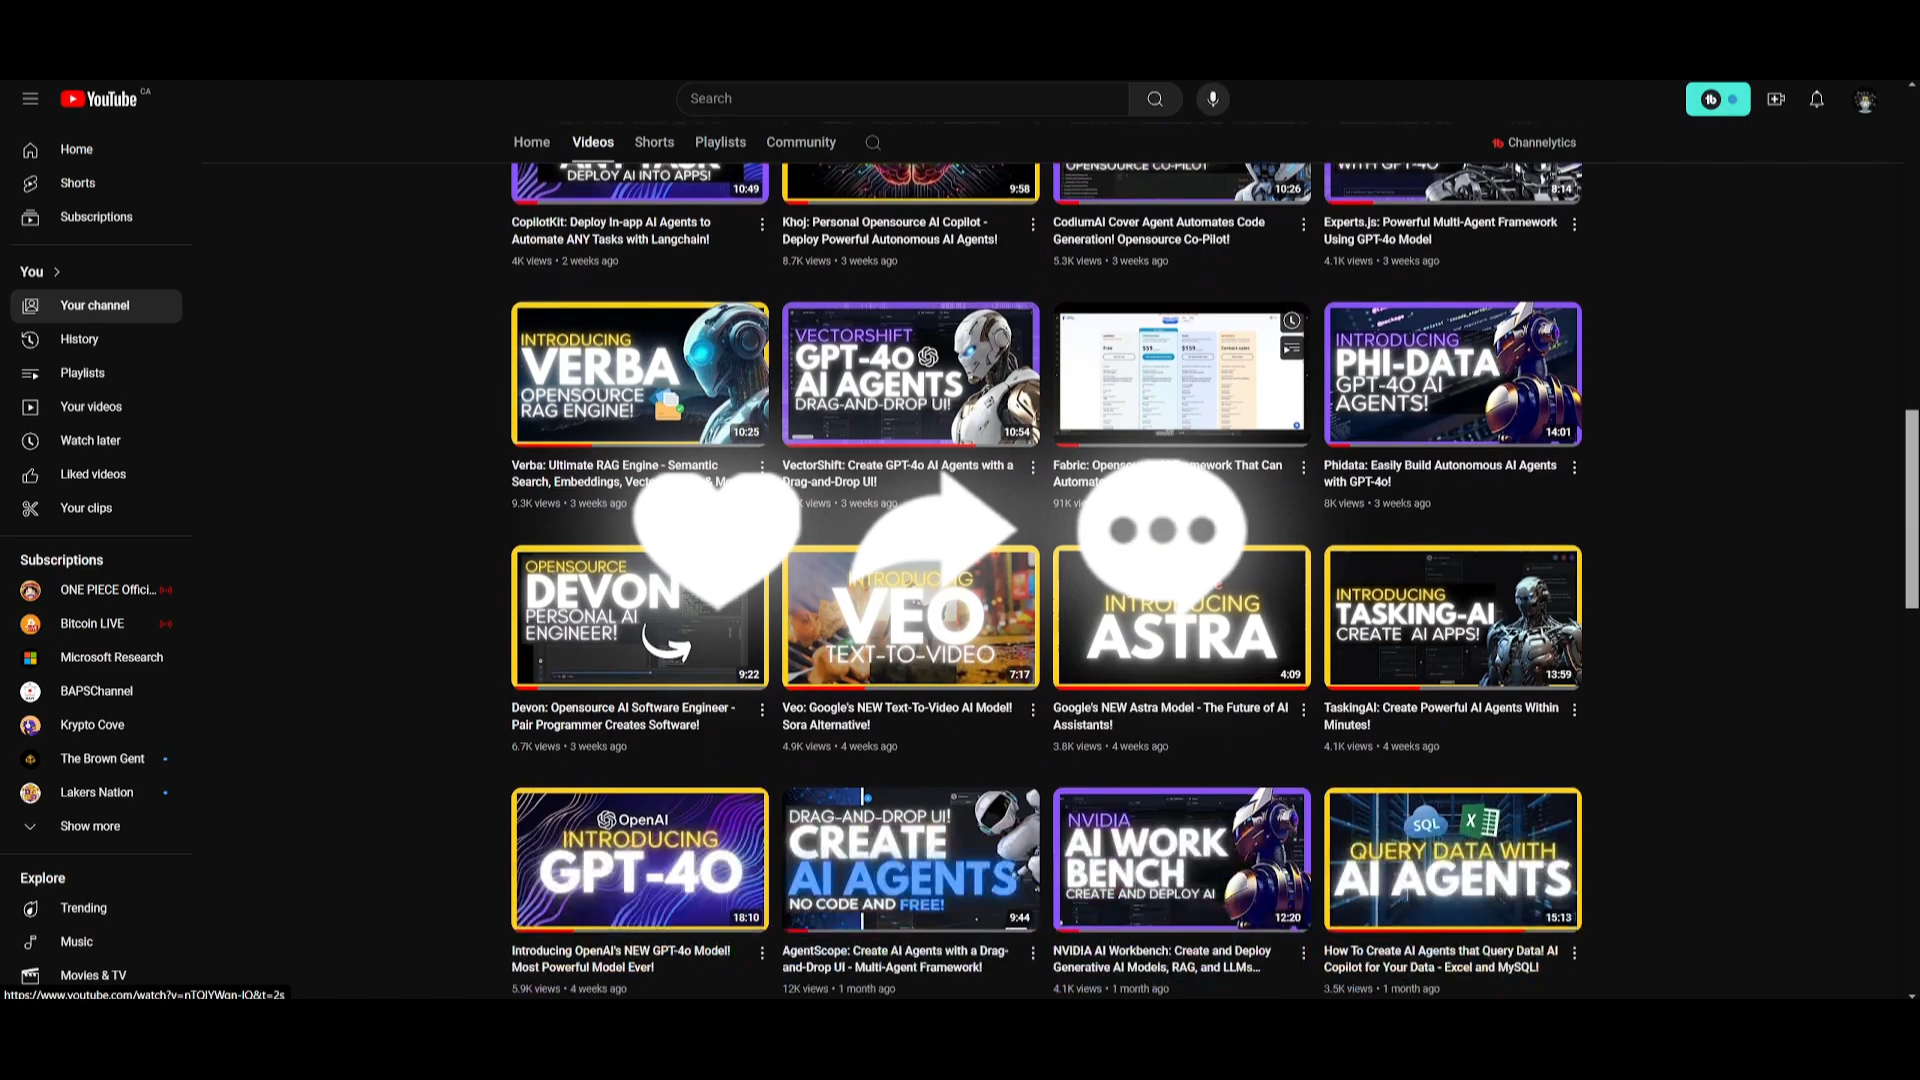 YouTube CA
Search
Home
Shorts
Subscriptions
You
Your channel
History
Playlists
Your videos
Watch later
Liked videos
Your clips
Subscriptions
ONE PIECE Offici...
Bitcoin LIVE
Microsoft Research
BAPSChannel
Krypto Cove
The Brown Gent
Lakers Nation
Show more
Explore
Trending
Music
Movies & TV
Home Videos Shorts Playlists Community
Channelytics
DEPLOY AI INTO APPS!
10:49
9:58
OPENSOURCE CO-PILOT
10:26
WITH GPT-4O
8:14
CopilotKit: Deploy In-app AI Agents to
Automate ANY Tasks with Langchain!
4K views • 2 weeks ago
Khoj: Personal Opensource AI Copilot -
Deploy Powerful Autonomous AI Agents!
8.7K views • 3 weeks ago
CodiumAI Cover Agent Automates Code
Generation! Opensource Co-Pilot!
5.3K views • 3 weeks ago
Experts.js: Powerful Multi-Agent Framework
Using GPT-4o Model
4.1K views • 3 weeks ago
INTRODUCING
VERBA
OPENSOURCE
RAG ENGINE!
10:25
VECTORSHIFT
GPT-4O
AI AGENTS
DRAG-AND-DROP UI!
10:54
Free
$59
$159
Contact sales
INTRODUCING
PHI-DATA
GPT-4O AI
AGENTS!
14:01
Verba: Ultimate RAG Engine - Semantic
Search, Embeddings, Vector
9.3K views • 3 weeks ago
VectorShift: Create GPT-4o AI Agents with a
Drag-and-Drop UI!
views • 3 weeks ago
Fabric: That Can
91K
Phidata: Easily Build Autonomous AI Agents
with GPT-4o!
8K views • 3 weeks ago
OPENSOURCE
DEVON
PERSONAL AI
ENGINEER!
9:22
INTRODUCING
VEO
TEXT-TO-VIDEO
7:17
INTRODUCING
ASTRA
4:09
INTRODUCING
TASKING-AI
CREATE AI APPS!
13:59
Devon: Opensource AI Software Engineer -
Pair Programmer Creates Software!
6.7K views • 3 weeks ago
Veo: Google's NEW Text-To-Video AI Model!
Sora Alternative!
4.9K views • 4 weeks ago
Google's NEW Astra Model - The Future of AI
Assistants!
3.8K views • 4 weeks ago
TaskingAI: Create Powerful AI Agents Within
Minutes!
4.1K views • 4 weeks ago
OpenAI
INTRODUCING
GPT-4O
18:10
DRAG-AND-DROP UI!
CREATE
AI AGENTS
NO CODE AND FREE!
9:44
NVIDIA
AI WORK
BENCH
CREATE AND DEPLOY AI
12:20
SQL
X
QUERY DATA WITH
AI AGENTS
15:13
Introducing OpenAI's NEW GPT-4o Model!
Most Powerful Model Ever!
5.9K views • 4 weeks ago
AgentScope: Create AI Agents with a Drag-
and-Drop UI - Multi-Agent Framework!
12K views • 1 month ago
NVIDIA AI Workbench: Create and Deploy
Generative AI Models, RAG, and LLMs...
4.1K views • 1 month ago
How To Create AI Agents that Query Data! AI
Copilot for Your Data - Excel and MySQL!
3.5K views • 1 month ago